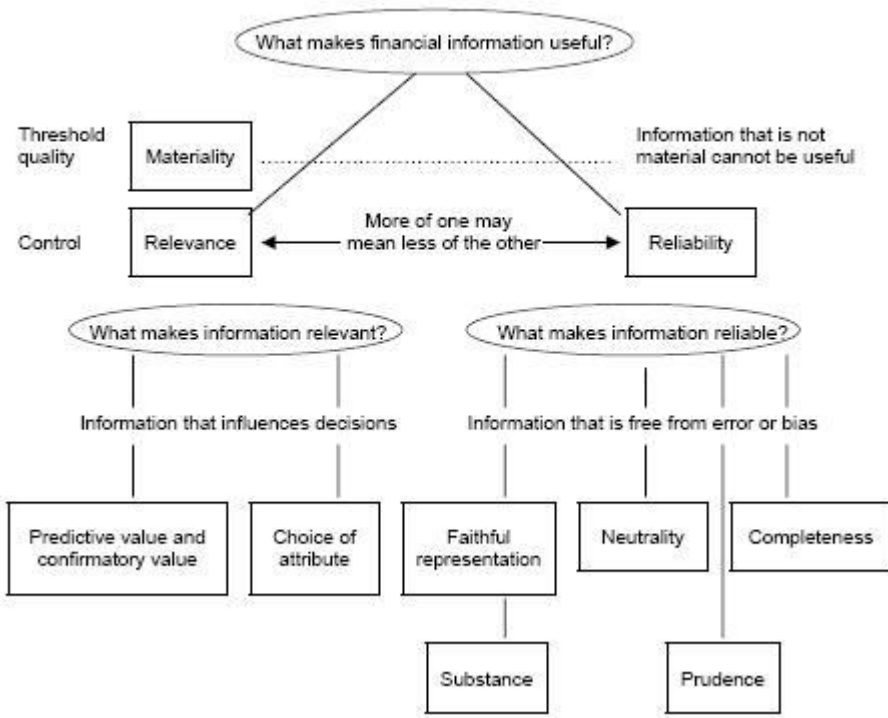 What makes financial information useful?
Threshold
quality
Materiality
Information that is not
material cannot be useful
Control
Relevance
More of one may
mean less of the other
Reliability
What makes information relevant?
What makes information reliable?
Information that influences decisions
Information that is free from error or bias
Predictive value and
confirmatory value
Choice of
attribute
Faithful
representation
Neutrality
Completeness
Substance
Prudence